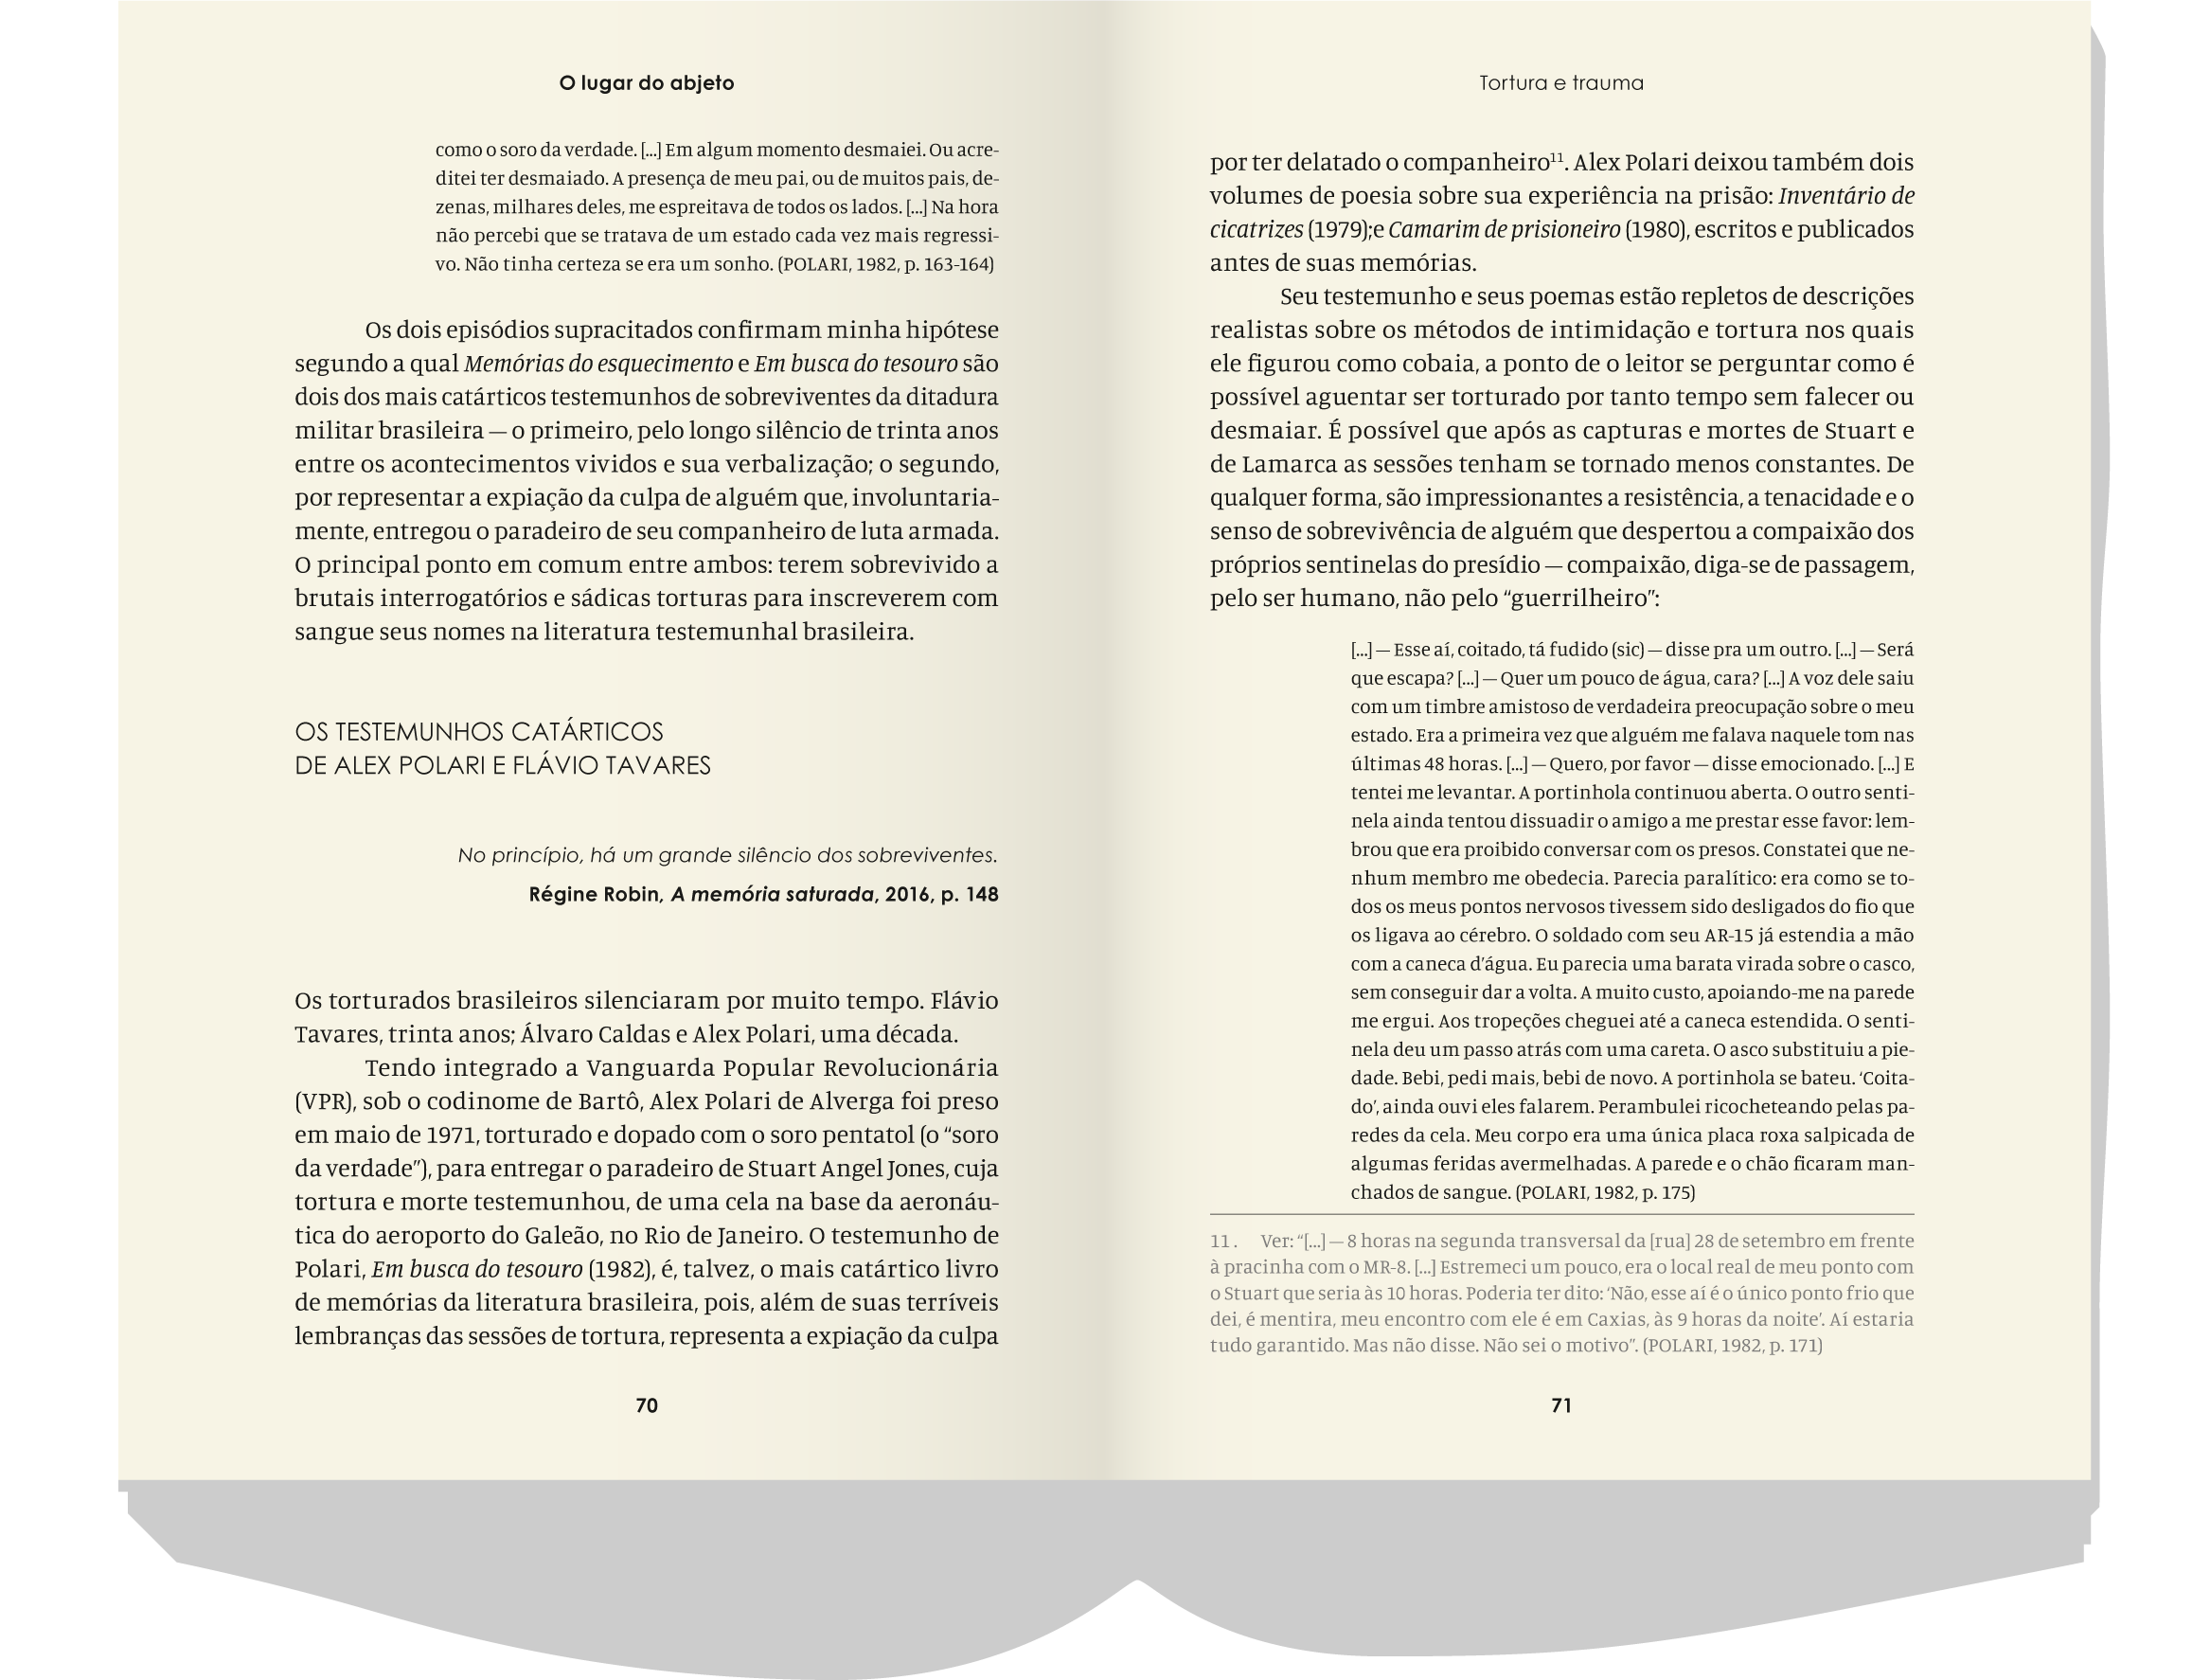 O lugar do abjeto
como o soro da verdade. [...] Em algum momento desmaiei. Ou acre-
ditei ter desmaiado. A presença de meu pai, ou de muitos pais, de-
zenas, milhares deles, me espreitava de todos os lados. [...] Na hora
não percebi que se tratava de um estado cada vez mais regressi-
vo. Não tinha certeza se era um sonho. (POLARI, 1982, p. 163-164)
Os dois episódios supracitados confirmam minha hipótese
segundo a qual Memórias do esquecimento e Em busca do tesouro são
dois dos mais catárticos testemunhos de sobreviventes da ditadura
militar brasileira — o primeiro, pelo longo silêncio de trinta anos
entre os acontecimentos vividos e sua verbalização; o segundo,
por representar a expiação da culpa de alguém que, involuntaria-
mente, entregou o paradeiro de seu companheiro de luta armada.
O principal ponto em comum entre ambos: terem sobrevivido a
brutais interrogatórios e sádicas torturas para inscreverem com
sangue seus nomes na literatura testemunhal brasileira.
OS TESTEMUNHOS CATÁRTICOS
DE ALEX POLARI E FLÁVIO TAVARES
No princípio, há um grande silêncio dos sobreviventes.
Régine Robin, A memória saturada, 2016, p. 148
Os torturados brasileiros silenciaram por muito tempo. Flávio
Tavares, trinta anos; Álvaro Caldas e Alex Polari, uma década.
Tendo integrado a Vanguarda Popular Revolucionária
(VPR), sob o codinome de Bartô, Alex Polari de Alverga foi preso
em maio de 1971, torturado e dopado com o soro pentatol (o “soro
da verdade”), para entregar o paradeiro de Stuart Angel Jones, cuja
tortura e morte testemunhou, de uma cela na base da aeronáu-
tica do aeroporto do Galeão, no Rio de Janeiro. O testemunho de
Polari, Em busca do tesouro (1982), é, talvez, o mais catártico livro
de memórias da literatura brasileira, pois, além de suas terríveis
lembranças das sessões de tortura, representa a expiação da culpa
70
Tortura e trauma
por ter delatado o companheiro¹¹. Alex Polari deixou também dois
volumes de poesia sobre sua experiência na prisão: Inventário de
cicatrizes (1979);e Camarim de prisioneiro (1980), escritos e publicados
antes de suas memórias.
Seu testemunho e seus poemas estão repletos de descrições
realistas sobre os métodos de intimidação e tortura nos quais
ele figurou como cobaia, a ponto de o leitor se perguntar como é
possível aguentar ser torturado por tanto tempo sem falecer ou
desmaiar. É possível que após as capturas e mortes de Stuart e
de Lamarca as sessões tenham se tornado menos constantes. De
qualquer forma, são impressionantes a resistência, a tenacidade e o
senso de sobrevivência de alguém que despertou a compaixão dos
próprios sentinelas do presídio — compaixão, diga-se de passagem,
pelo ser humano, não pelo “guerrilheiro”:
[...] — Esse aí, coitado, tá fudido (sic) — disse pra um outro. [...] — Será
que escapa? [...] — Quer um pouco de água, cara? [...] A voz dele saiu
com um timbre amistoso de verdadeira preocupação sobre o meu
estado. Era a primeira vez que alguém me falava naquele tom nas
últimas 48 horas. [...] — Quero, por favor — disse emocionado. [...] E
tentei me levantar. A portinhola continuou aberta. O outro senti-
nela ainda tentou dissuadir o amigo a me prestar esse favor: lem-
brou que era proibido conversar com os presos. Constatei que ne-
nhum membro me obedecia. Parecia paralítico: era como se to-
dos os meus pontos nervosos tivessem sido desligados do fio que
os ligava ao cérebro. O soldado com seu AR-15 já estendia a mão
com a caneca d’água. Eu parecia uma barata virada sobre o casco,
sem conseguir dar a volta. A muito custo, apoiando-me na parede
me ergui. Aos tropeções cheguei até a caneca estendida. O senti-
nela deu um passo atrás com uma careta. O asco substituiu a pie-
dade. Bebi, pedi mais, bebi de novo. A portinhola se bateu. ‘Coita-
do’, ainda ouvi eles falarem. Perambulei ricocheteando pelas pa-
redes da cela. Meu corpo era uma única placa roxa salpicada de
algumas feridas avermelhadas. A parede e o chão ficaram man-
chados de sangue. (POLARI, 1982, p. 175)
11. Ver: “[...] — 8 horas na segunda transversal da [rua] 28 de setembro em frente
à pracinha com o MR-8. [...] Estremeci um pouco, era o local real de meu ponto com
o Stuart que seria às 10 horas. Poderia ter dito: ‘Não, esse aí é o único ponto frio que
dei, é mentira, meu encontro com ele é em Caxias, às 9 horas da noite’. Aí estaria
tudo garantido. Mas não disse. Não sei o motivo”. (POLARI, 1982, p. 171)
71